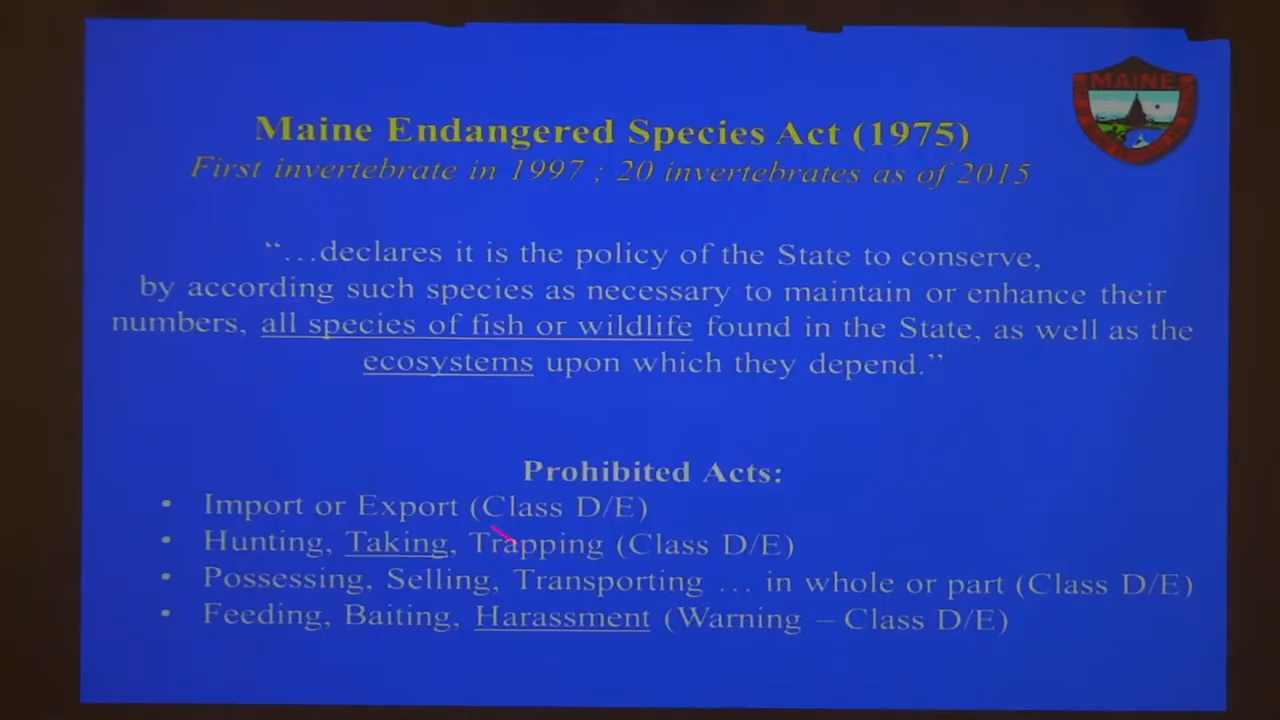 MAINE
Maine Endangered Species Act (1975)
First invertebrate in 1997 ; 20 invertebrates as of 2015
“…declares it is the policy of the State to conserve,
by according such species as necessary to maintain or enhance their
numbers, all species of fish or wildlife found in the State, as well as the
ecosystems upon which they depend.”
Prohibited Acts:
• Import or Export (Class D/E)
• Hunting, Taking, Trapping (Class D/E)
• Possessing, Selling, Transporting … in whole or part (Class D/E)
• Feeding, Baiting, Harassment (Warning – Class D/E)